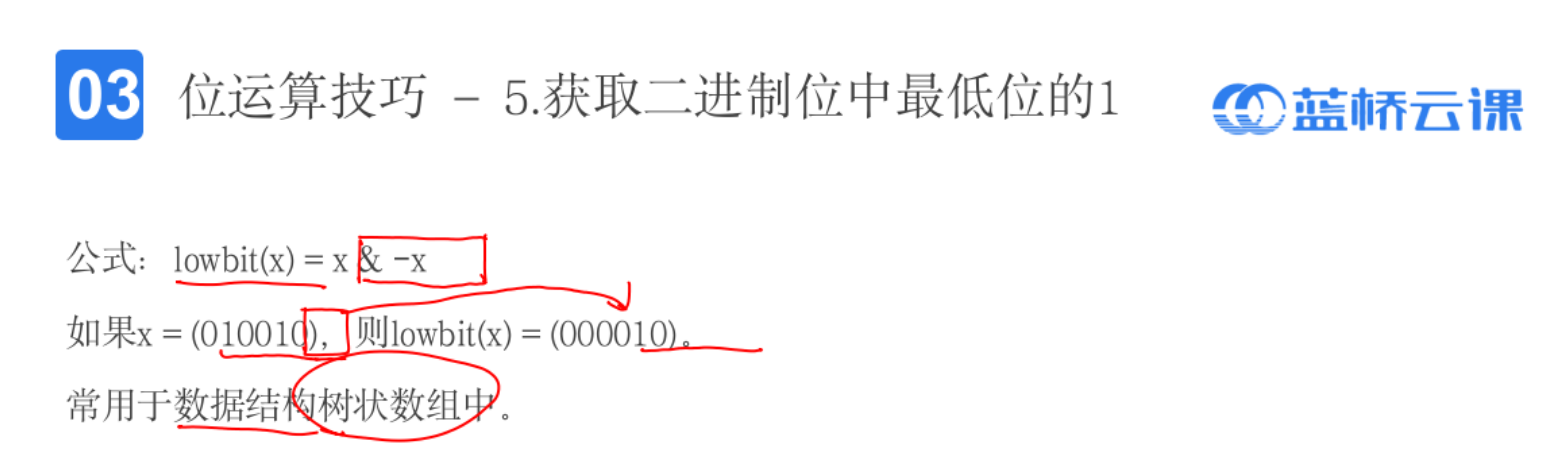 03 位运算技巧 - 5.获取二进制位中最低位的1
蓝桥云课
公式：lowbit(x) = x & -x
如果x = (010010)，则lowbit(x) = (000010)。
常用于数据结构树状数组中。